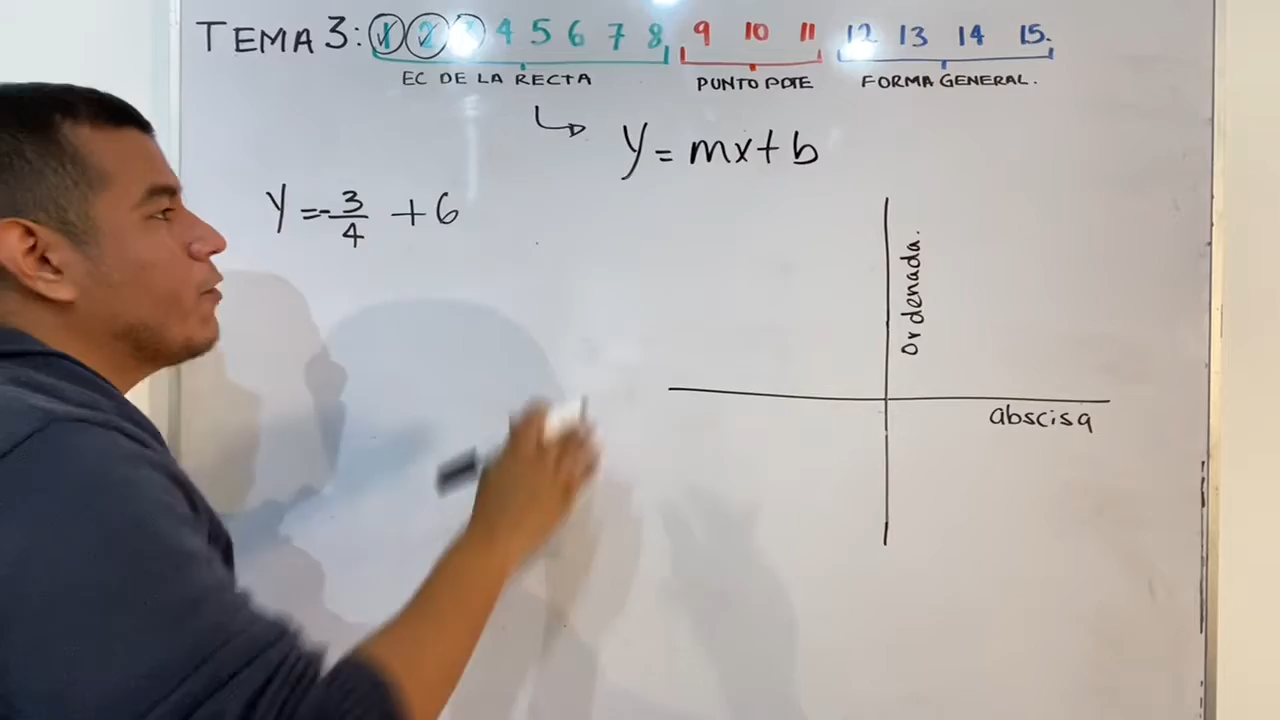 TEMA 3: 1 2 3 4 5 6 7 8 9 10 11 12 13 14 15.
EC DE LA RECTA PUNTO PDTE FORMA GENERAL.
y = mx + b
y = -3/4 + 6
Ordenada.
abscisa